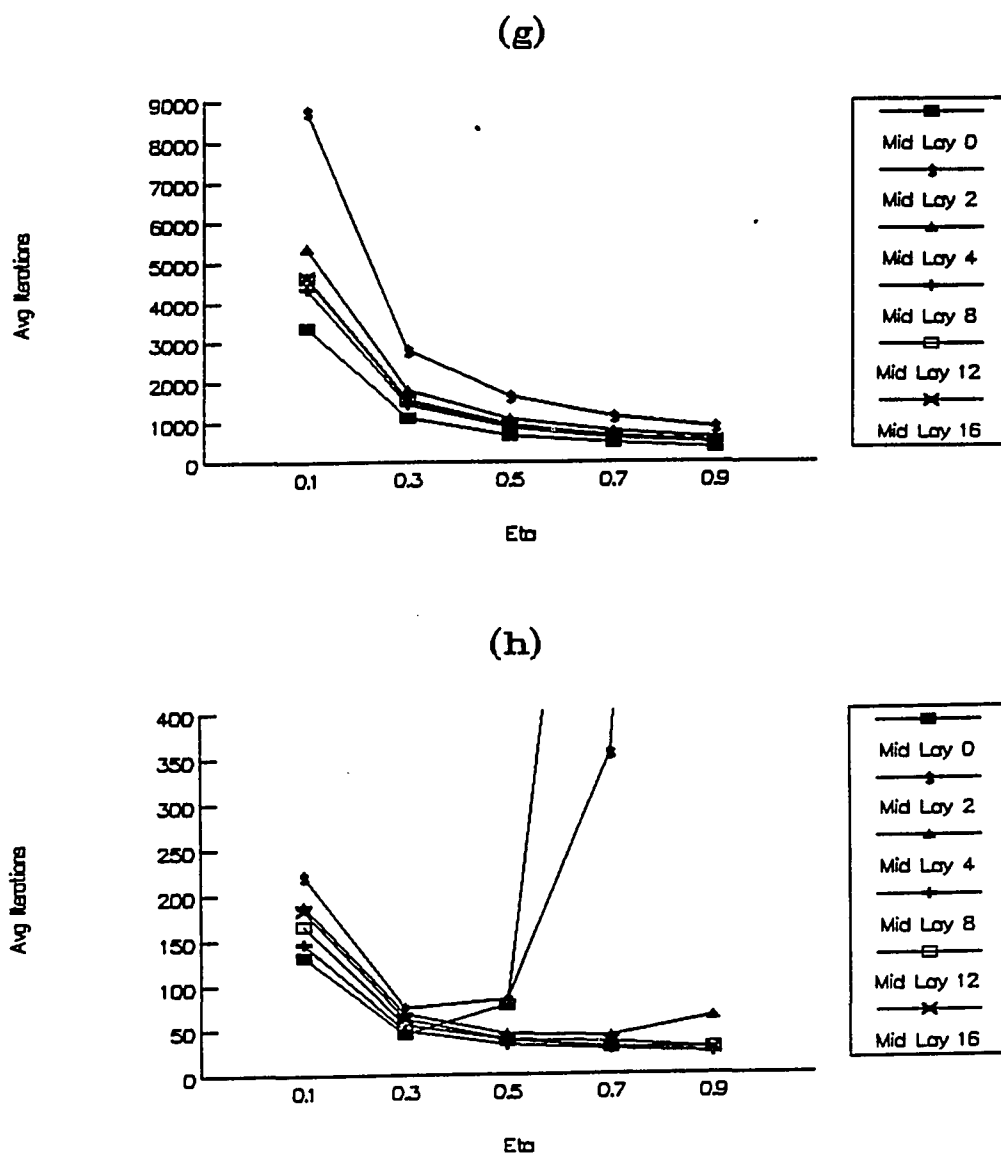 (g)
9000
8000
7000
6000
5000
4000
3000
2000
1000
0
Avg Iterations
0.1 0.3 0.5 0.7 0.9
Eta
Mid Lay 0
Mid Lay 2
Mid Lay 4
Mid Lay 8
Mid Lay 12
Mid Lay 16
(h)
400
350
300
250
200
150
100
50
0
Avg Iterations
0.1 0.3 0.5 0.7 0.9
Eta
Mid Lay 0
Mid Lay 2
Mid Lay 4
Mid Lay 8
Mid Lay 12
Mid Lay 16